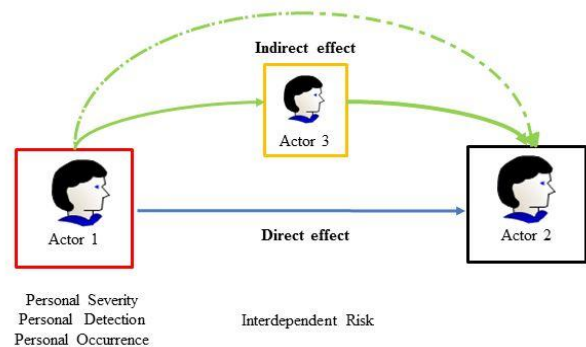 Indirect effect
Actor 3
Actor 1
Direct effect
Actor 2
Personal Severity
Personal Detection
Personal Occurrence
Interdependent Risk